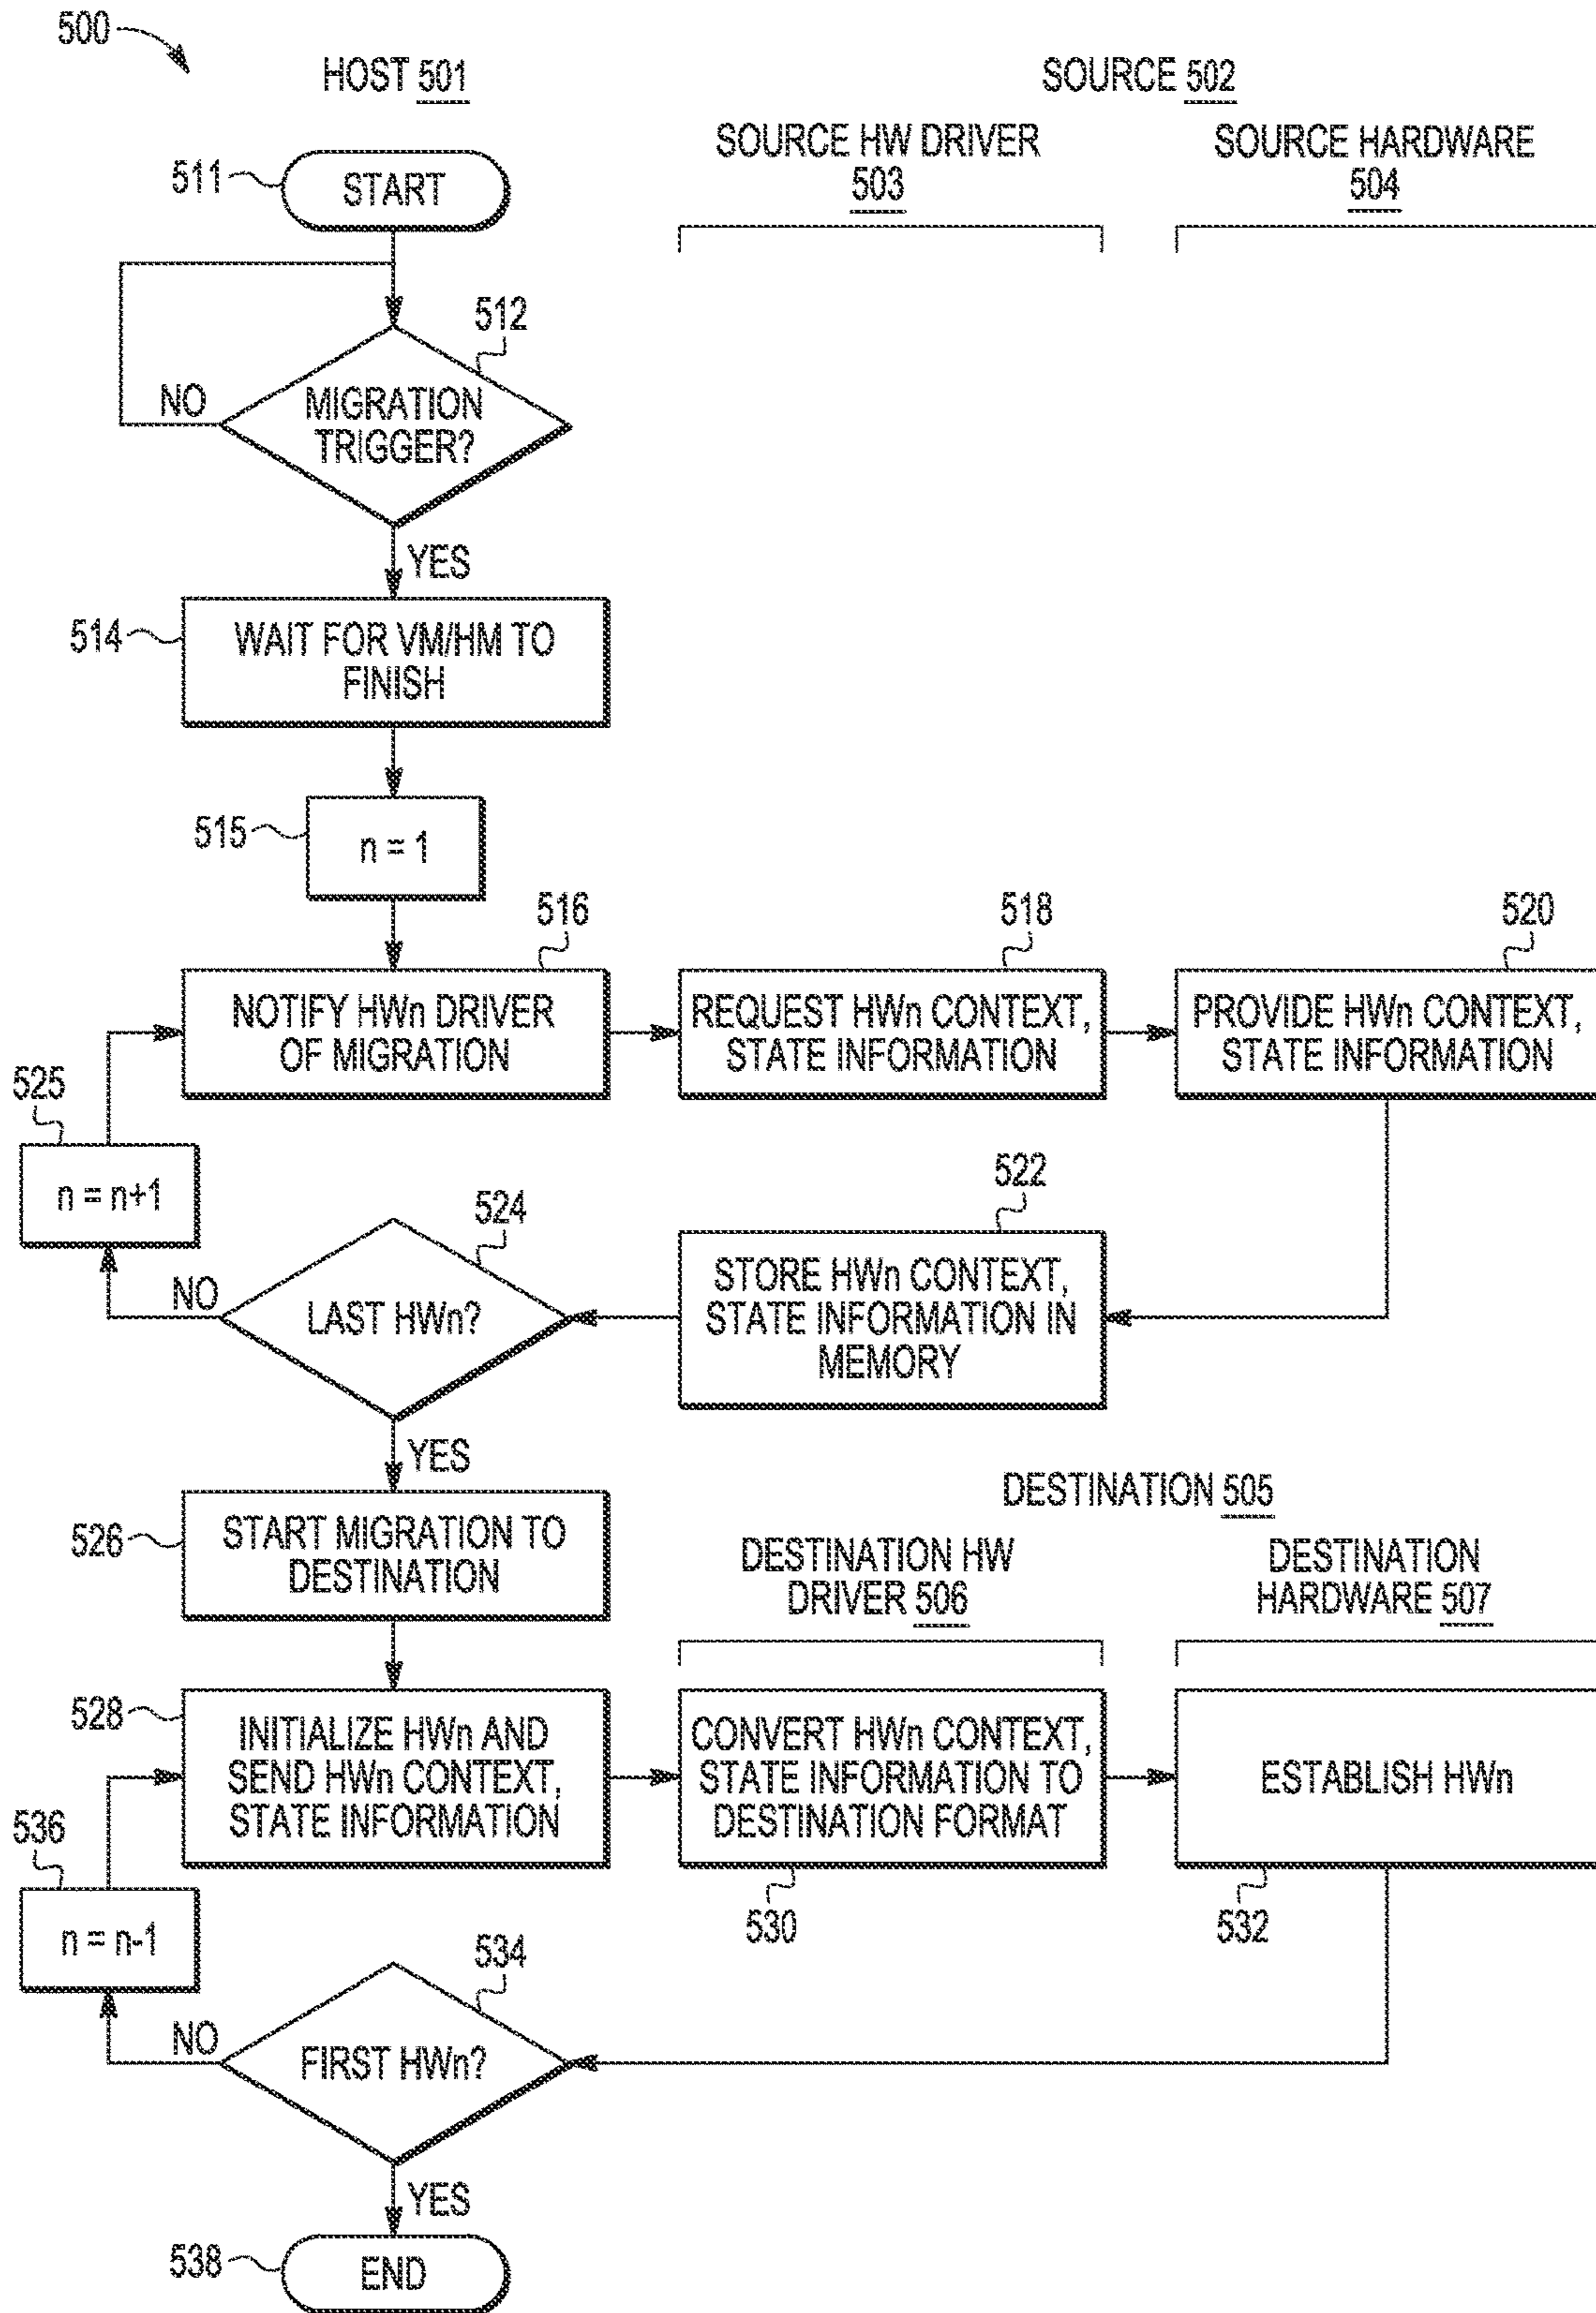 500
HOST 501
SOURCE 502
SOURCE HW DRIVER
503
SOURCE HARDWARE
504
511
START
512
MIGRATION
TRIGGER?
NO
YES
514
WAIT FOR VM/HM TO
FINISH
515
n = 1
516
NOTIFY HWn DRIVER
OF MIGRATION
518
REQUEST HWn CONTEXT,
STATE INFORMATION
520
PROVIDE HWn CONTEXT,
STATE INFORMATION
525
n = n+1
522
STORE HWn CONTEXT,
STATE INFORMATION IN
MEMORY
524
LAST HWn?
NO
YES
526
START MIGRATION TO
DESTINATION
DESTINATION 505
DESTINATION HW
DRIVER 506
DESTINATION
HARDWARE 507
528
INITIALIZE HWn AND
SEND HWn CONTEXT,
STATE INFORMATION
CONVERT HWn CONTEXT,
STATE INFORMATION TO
DESTINATION FORMAT
530
ESTABLISH HWn
532
536
n = n-1
534
FIRST HWn?
NO
YES
538
END